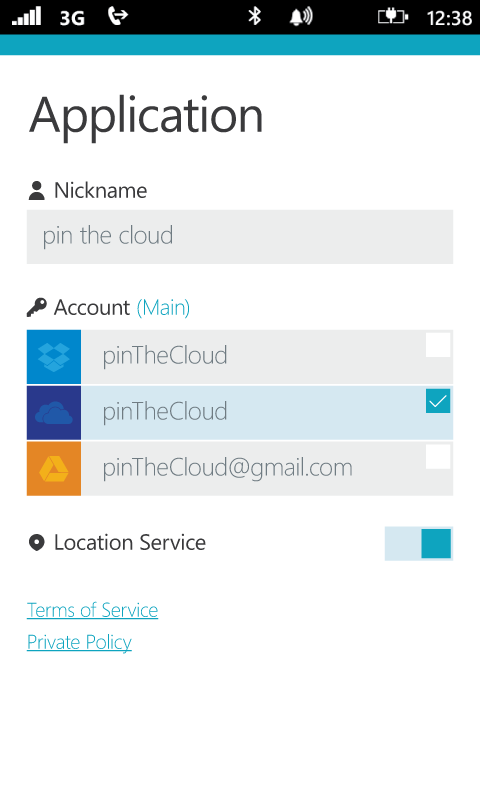 3G 12:38
Application
Nickname
pin the cloud
Account (Main)
pinTheCloud
pinTheCloud
pinTheCloud@gmail.com
Location Service
Terms of Service
Private Policy